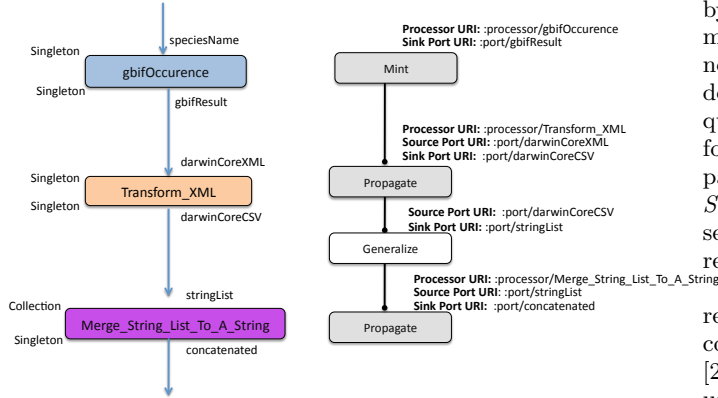 speciesName
Singleton
gbifOccurence
Singleton
gbifResult
darwinCoreXML
Singleton
Transform_XML
Singleton
darwinCoreCSV
stringList
Collection
Merge_String_List_To_A_String
Singleton
concatenated
Processor URI: :processor/gbifOccurence
Sink Port URI: :port/gbifResult
Mint
Processor URI: :processor/Transform_XML
Source Port URI: :port/darwinCoreXML
Sink Port URI: :port/darwinCoreCSV
Propagate
Source Port URI: :port/darwinCoreCSV
Sink Port URI: :port/stringList
Generalize
Processor URI: :processor/Merge_String_List_To_A_String
Source Port URI: :port/stringList
Sink Port URI: :port/concatenated
Propagate